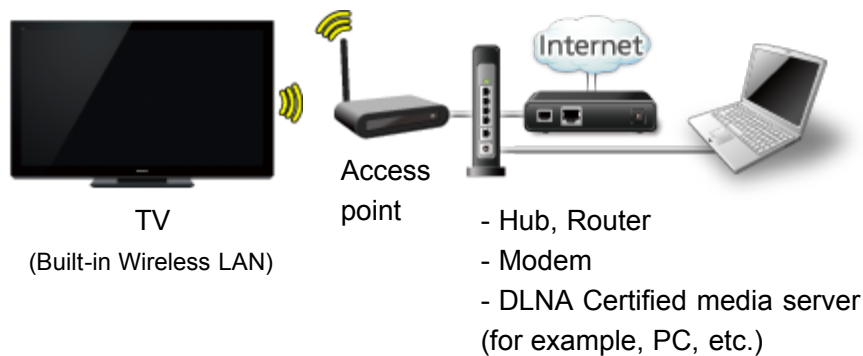 Internet
Access
point
TV
(Built-in Wireless LAN)
- Hub, Router
- Modem
- DLNA Certified media server
(for example, PC, etc.)